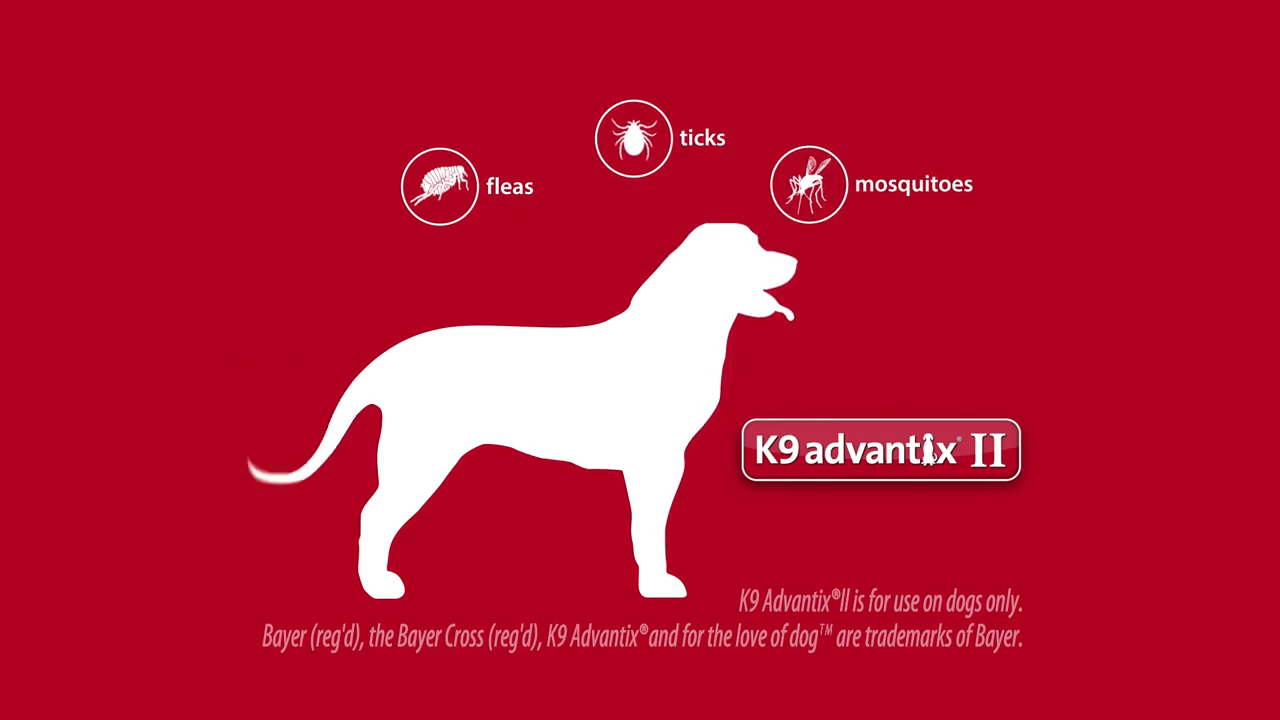 ticks
fleas
mosquitoes
K9 advantix® II
K9 Advantix®II is for use on dogs only.
Bayer (reg'd), the Bayer Cross (reg'd), K9 Advantix® and for the love of dog™ are trademarks of Bayer.